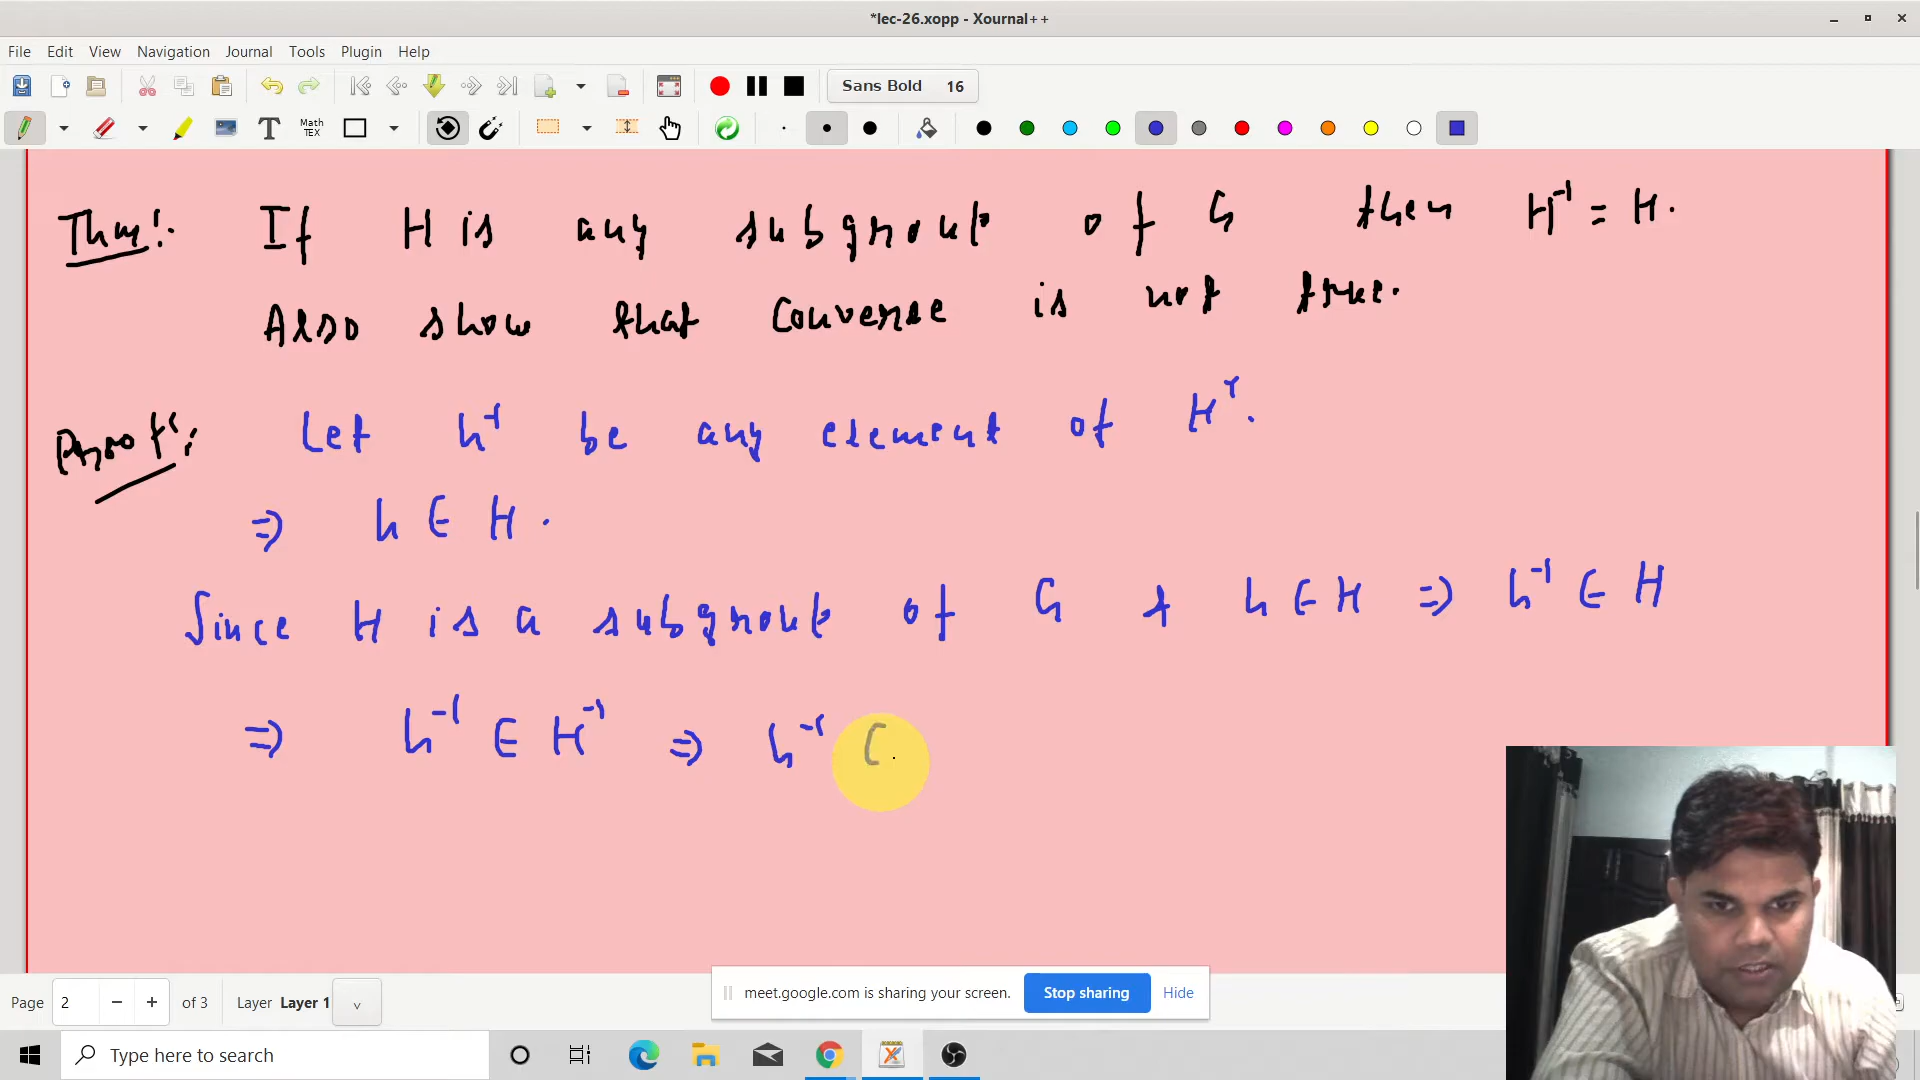 *lec-26.xopp - Xournal++
File Edit View Navigation Journal Tools Plugin Help
Sans Bold 16
Math
TEX
Thm:. If H is any subgroup of G then H⁻¹ = H.
Also show that Converse is not true.
Proof: Let h⁻¹ be any element of H⁻¹.
⇒ h ∈ H.
Since H is a subgroup of G & h ∈ H ⇒ h⁻¹ ∈ H
⇒ h⁻¹ ∈ H⁻¹ ⇒ h⁻¹
Page 2 − + of 3 Layer Layer 1
meet.google.com is sharing your screen. Stop sharing Hide
Type here to search